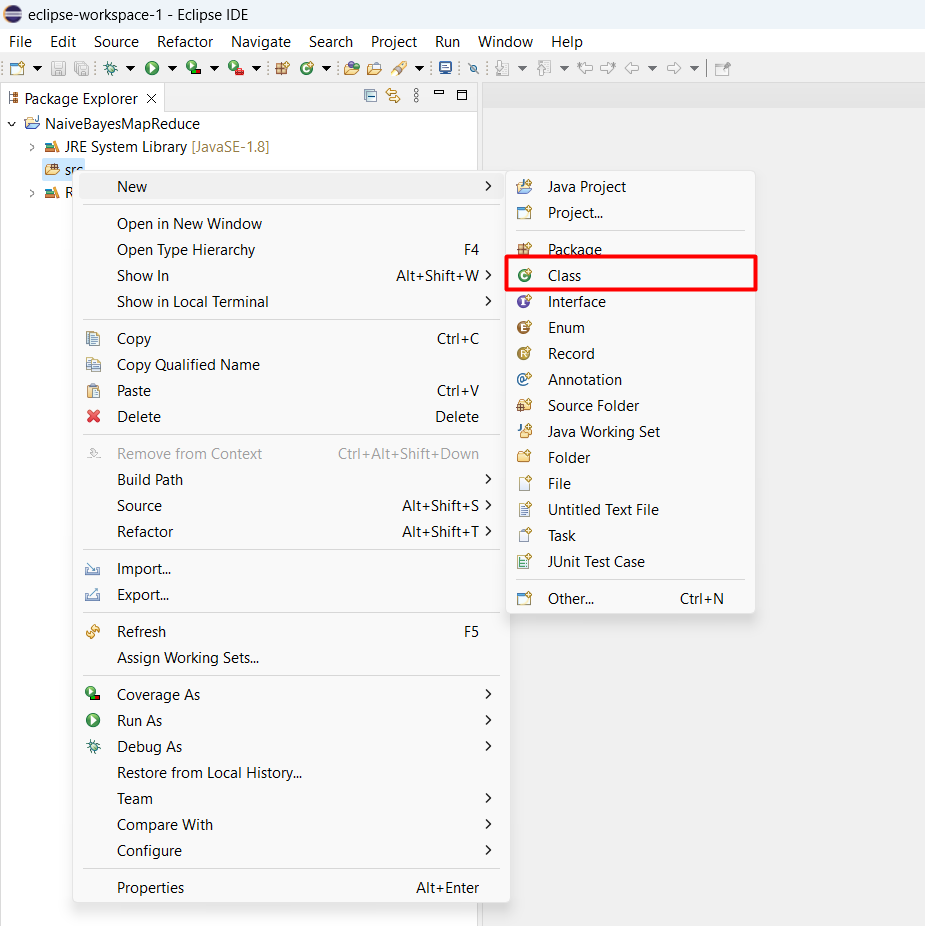 eclipse-workspace-1 - Eclipse IDE
File Edit Source Refactor Navigate Search Project Run Window Help
Package Explorer
NaiveBayesMapReduce
JRE System Library [JavaSE-1.8]
src
R
New
Open in New Window
Open Type Hierarchy F4
Show In Alt+Shift+W
Show in Local Terminal
Copy Ctrl+C
Copy Qualified Name
Paste Ctrl+V
Delete Delete
Remove from Context Ctrl+Alt+Shift+Down
Build Path
Source Alt+Shift+S
Refactor Alt+Shift+T
Import...
Export...
Refresh F5
Assign Working Sets...
Coverage As
Run As
Debug As
Restore from Local History...
Team
Compare With
Configure
Properties Alt+Enter
Java Project
Project...
Package
Class
Interface
Enum
Record
Annotation
Source Folder
Java Working Set
Folder
File
Untitled Text File
Task
JUnit Test Case
Other... Ctrl+N